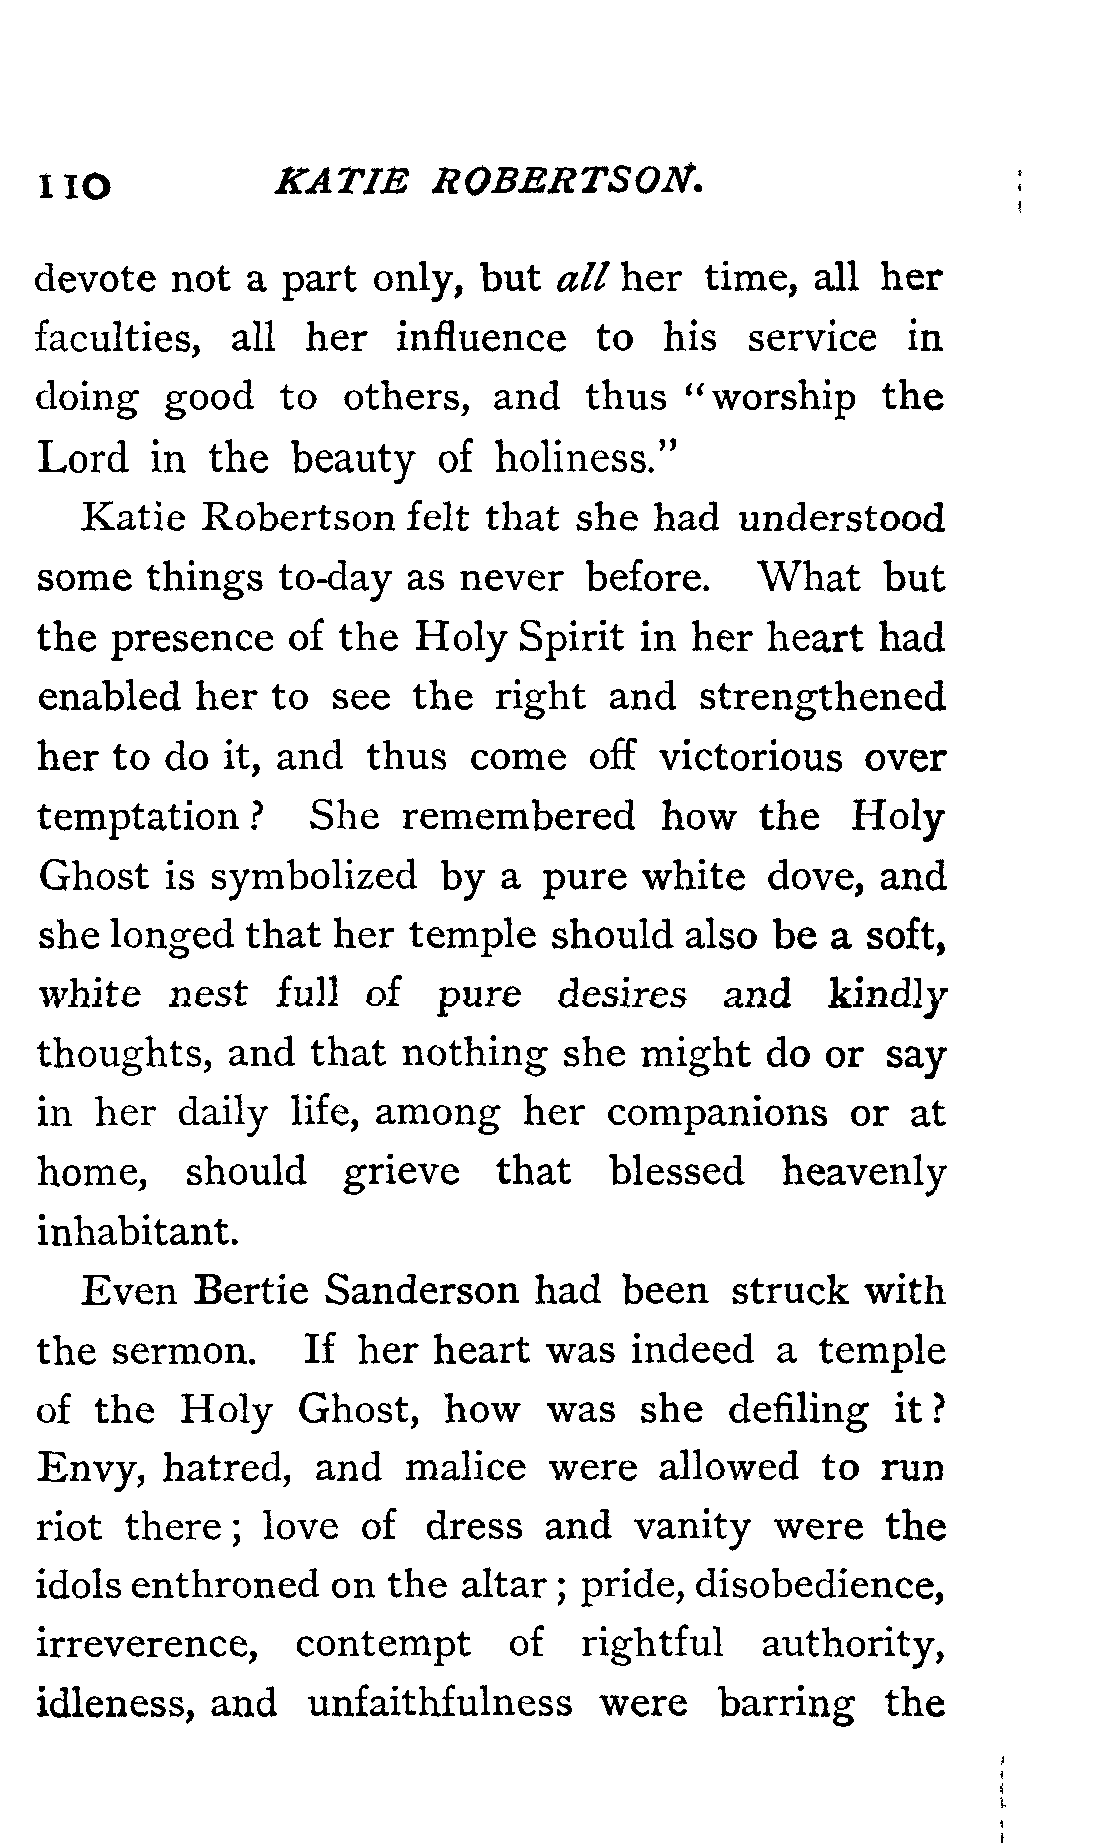 110 KATIE ROBERTSON.
devote not a part only, but all her time, all her
faculties, all her influence to his service in
doing good to others, and thus "worship the
Lord in the beauty of holiness."
Katie Robertson felt that she had understood
some things to-day as never before. What but
the presence of the Holy Spirit in her heart had
enabled her to see the right and strengthened
her to do it, and thus come off victorious over
temptation? She remembered how the Holy
Ghost is symbolized by a pure white dove, and
she longed that her temple should also be a soft,
white nest full of pure desires and kindly
thoughts, and that nothing she might do or say
in her daily life, among her companions or at
home, should grieve that blessed heavenly
inhabitant.
Even Bertie Sanderson had been struck with
the sermon. If her heart was indeed a temple
of the Holy Ghost, how was she defiling it?
Envy, hatred, and malice were allowed to run
riot there; love of dress and vanity were the
idols enthroned on the altar; pride, disobedience,
irreverence, contempt of rightful authority,
idleness, and unfaithfulness were barring the